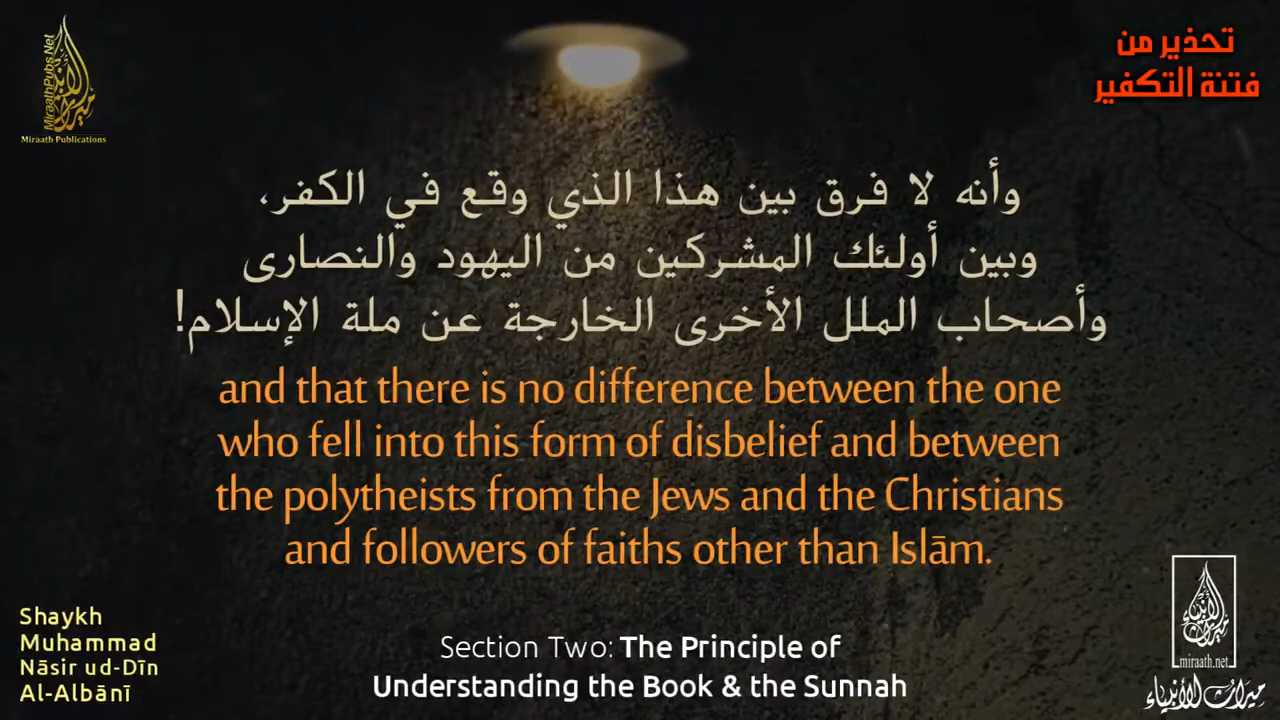 MiraathPubs.Net
ميراث الأنبياء
Miraath Publications
تحذير من
فتنة التكفير
وأنه لا فرق بين هذا الذي وقع في الكفر،
وبين أولئك المشركين من اليهود والنصارى
وأصحاب الملل الأخرى الخارجة عن ملة الإسلام!
and that there is no difference between the one
who fell into this form of disbelief and between
the polytheists from the Jews and the Christians
and followers of faiths other than Islām.
Shaykh
Muhammad
Nāsir ud-Dīn
Al-Albānī
Section Two: The Principle of
Understanding the Book & the Sunnah
ميراث الأنبياء
miraath.net
ميراث الأنبياء